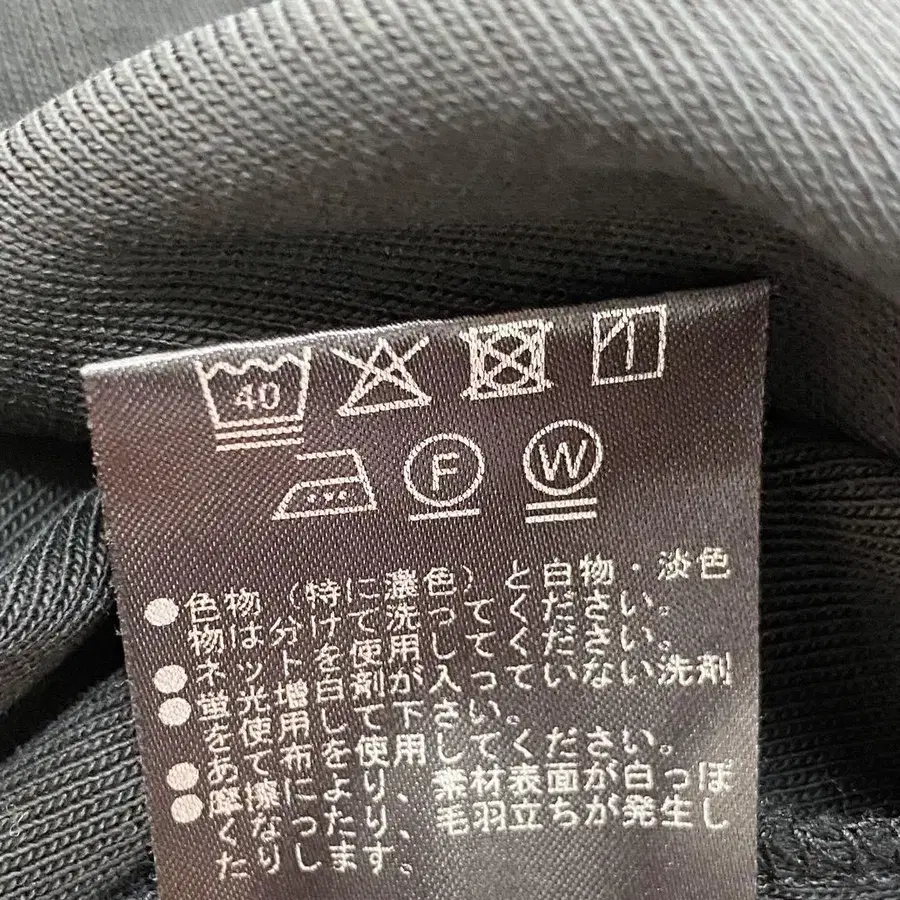 40
F W
●色物(特に濃色)と白物・淡色
物は分けて洗ってください。
●ネットを使用してください。
●蛍光増白剤が入っていない洗剤
を使用して下さい。
●あて布を使用してください。
●摩擦により、素材表面が白っぽ
くなったり、毛羽立ちが発生し
たりします。